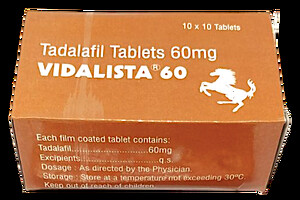 10 x 10 Tablets
Tadalafil Tablets 60mg
VIDALISTA® 60
Each film coated tablet contains:
Tadalafil....................60mg
Excipients....................q.s.
Dosage : As directed by the Physician.
Storage : Store at a temperature not exceeding 30°C
Keep out of reach of children.